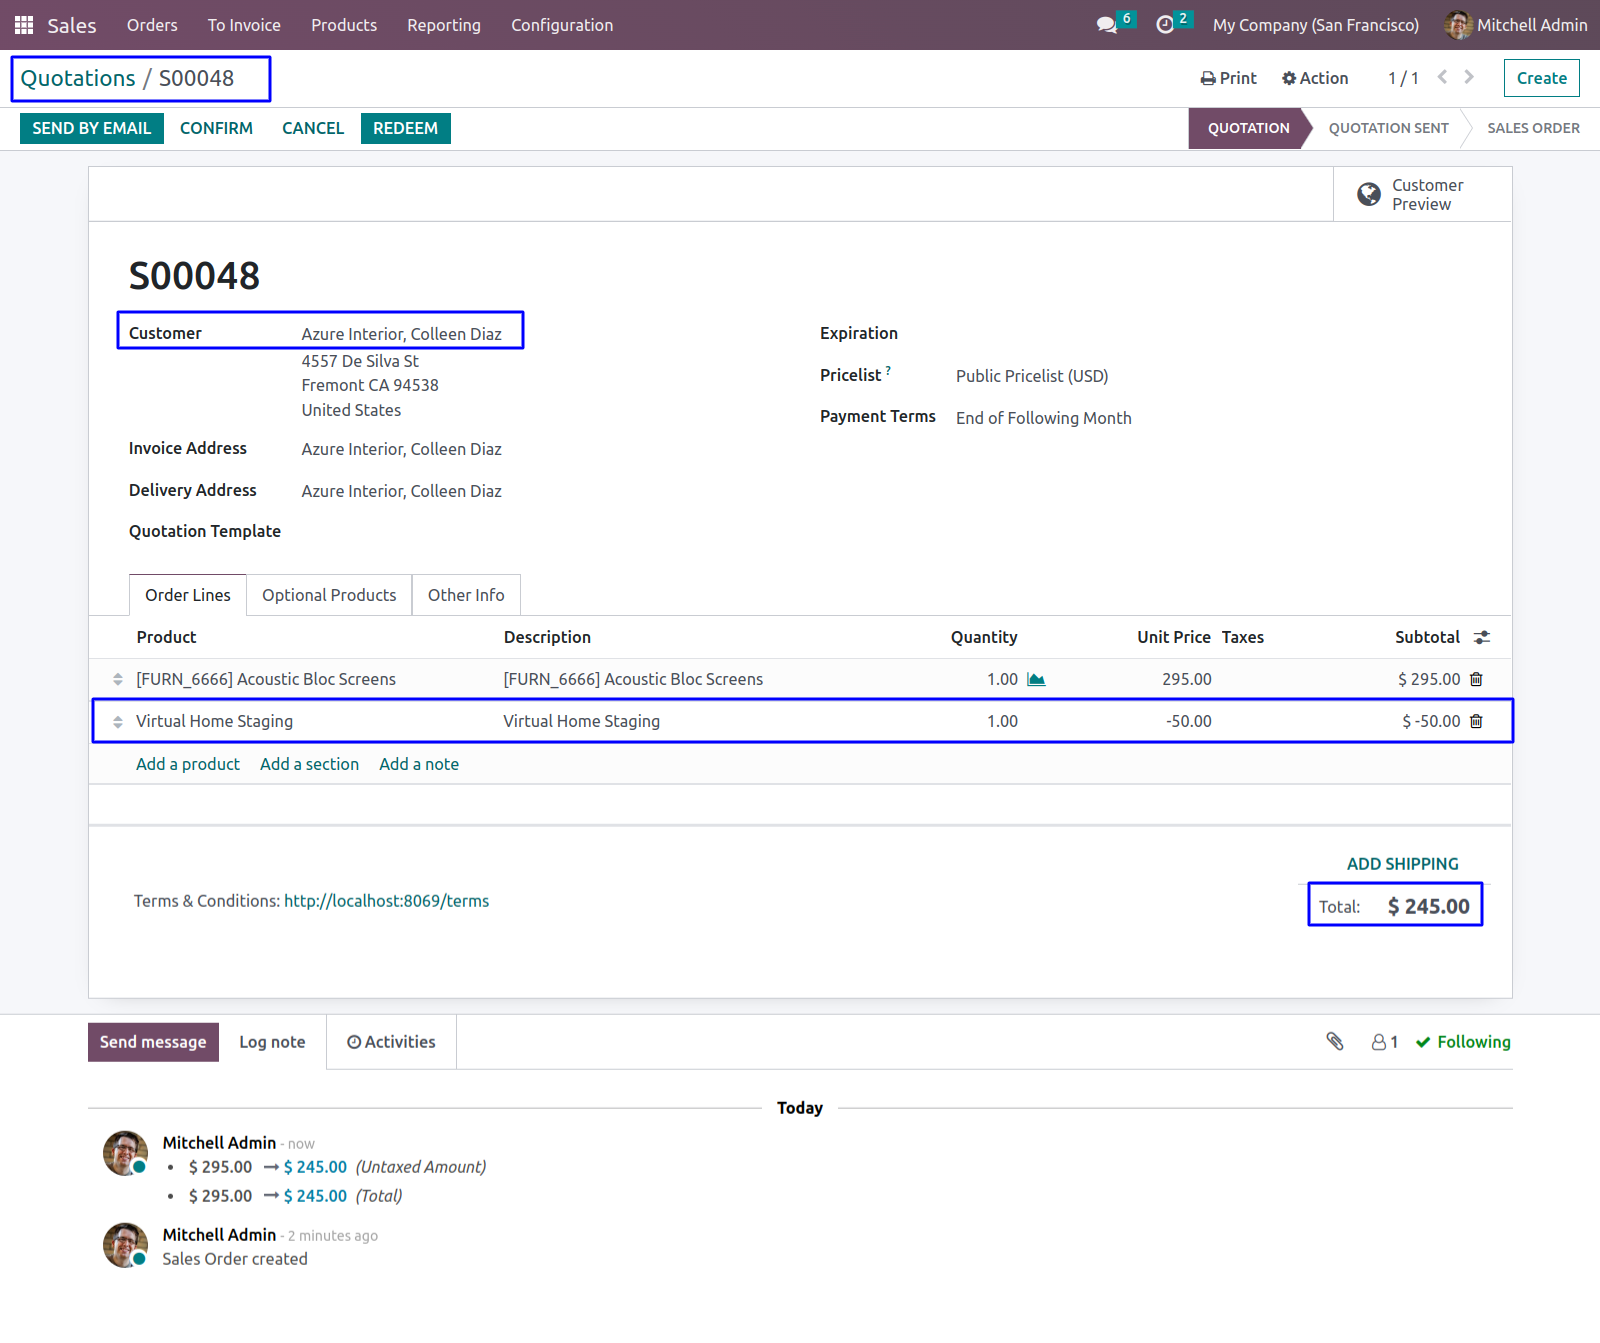 Sales Orders To Invoice Products Reporting Configuration 6 2 My Company (San Francisco) Mitchell Admin
Quotations / S00048 Print Action 1 / 1 Create
SEND BY EMAIL CONFIRM CANCEL REDEEM QUOTATION QUOTATION SENT SALES ORDER
Customer
Preview
S00048
Customer Azure Interior, Colleen Diaz Expiration
4557 De Silva St
Fremont CA 94538
United States
Pricelist ? Public Pricelist (USD)
Payment Terms End of Following Month
Invoice Address Azure Interior, Colleen Diaz
Delivery Address Azure Interior, Colleen Diaz
Quotation Template
Order Lines Optional Products Other Info
Product Description Quantity Unit Price Taxes Subtotal
[FURN_6666] Acoustic Bloc Screens [FURN_6666] Acoustic Bloc Screens 1.00 295.00 $ 295.00
Virtual Home Staging Virtual Home Staging 1.00 -50.00 $ -50.00
Add a product Add a section Add a note
ADD SHIPPING
Terms & Conditions: http://localhost:8069/terms Total: $ 245.00
Send message Log note Activities 1 Following
Today
Mitchell Admin - now
• $ 295.00 → $ 245.00 (Untaxed Amount)
• $ 295.00 → $ 245.00 (Total)
Mitchell Admin - 2 minutes ago
Sales Order created